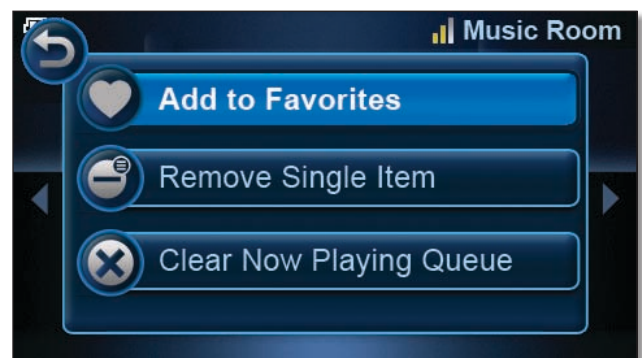 Music Room
Add to Favorites
Remove Single Item
Clear Now Playing Queue